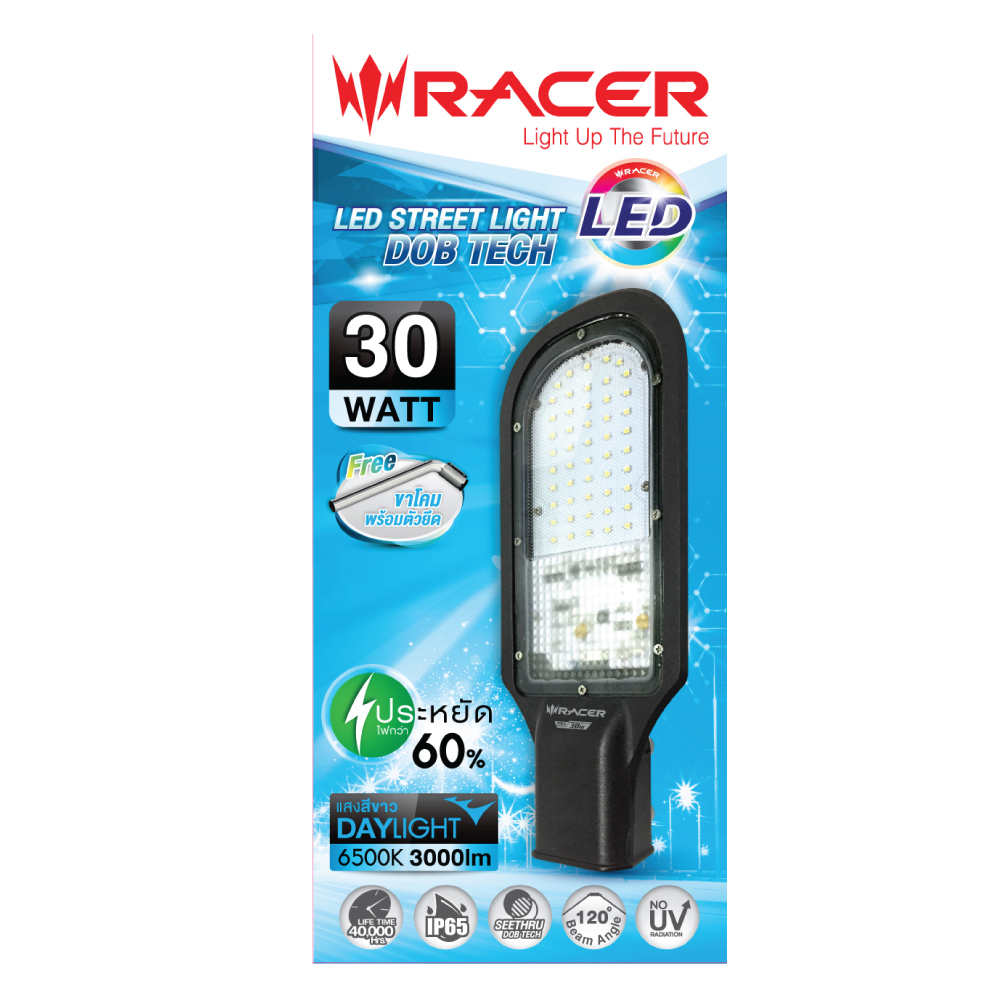 RACER
Light Up The Future
RACER
LED
LED STREET LIGHT
DOB TECH
30
WATT
Free
ขาโคม
พร้อมตัวยึด
RACER
ประหยัด
ไฟกว่า
60%
แสงสีขาว
DAYLIGHT
6500K 3000lm
LIFE TIME
40,000
Hrs.
IP65
SEETHRU
DOB TECH
120°
Beam Angle
NO
UV
RADIATION